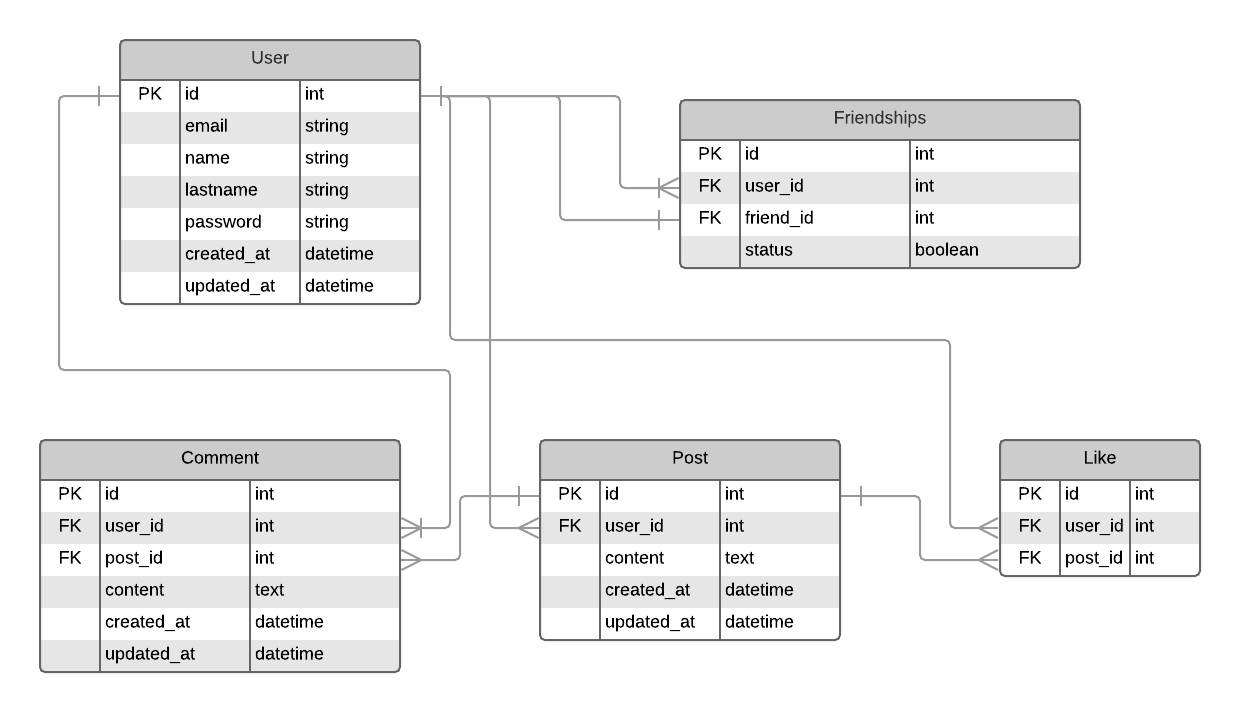 User
PK id int
email string
name string
lastname string
password string
created_at datetime
updated_at datetime
Friendships
PK id int
FK user_id int
FK friend_id int
status boolean
Comment
PK id int
FK user_id int
FK post_id int
content text
created_at datetime
updated_at datetime
Post
PK id int
FK user_id int
content text
created_at datetime
updated_at datetime
Like
PK id int
FK user_id int
FK post_id int